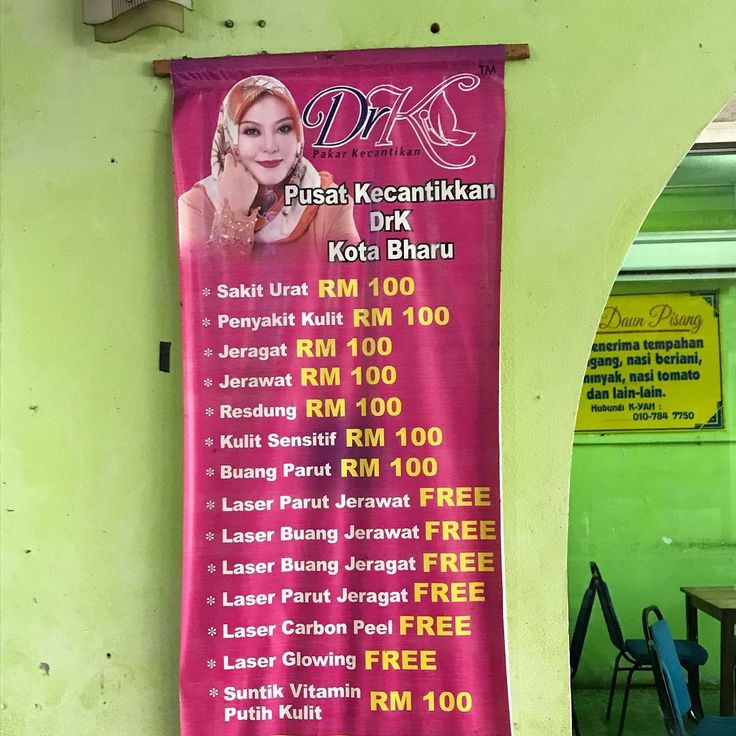 DrK TM
Pakar Kecantikan
Pusat Kecantikkan
DrK
Kota Bharu
* Sakit Urat RM 100
* Penyakit Kulit RM 100
* Jeragat RM 100
* Jerawat RM 100
* Resdung RM 100
* Kulit Sensitif RM 100
* Buang Parut RM 100
* Laser Parut Jerawat FREE
* Laser Buang Jerawat FREE
* Laser Buang Jeragat FREE
* Laser Parut Jeragat FREE
* Laser Carbon Peel FREE
* Laser Glowing FREE
* Suntik Vitamin
Putih Kulit RM 100
Daun Pisang
tempahan
nasi beriani,
nasi tomato
dan lain-lain.
Hubungi K-YAH :
010-784 7750